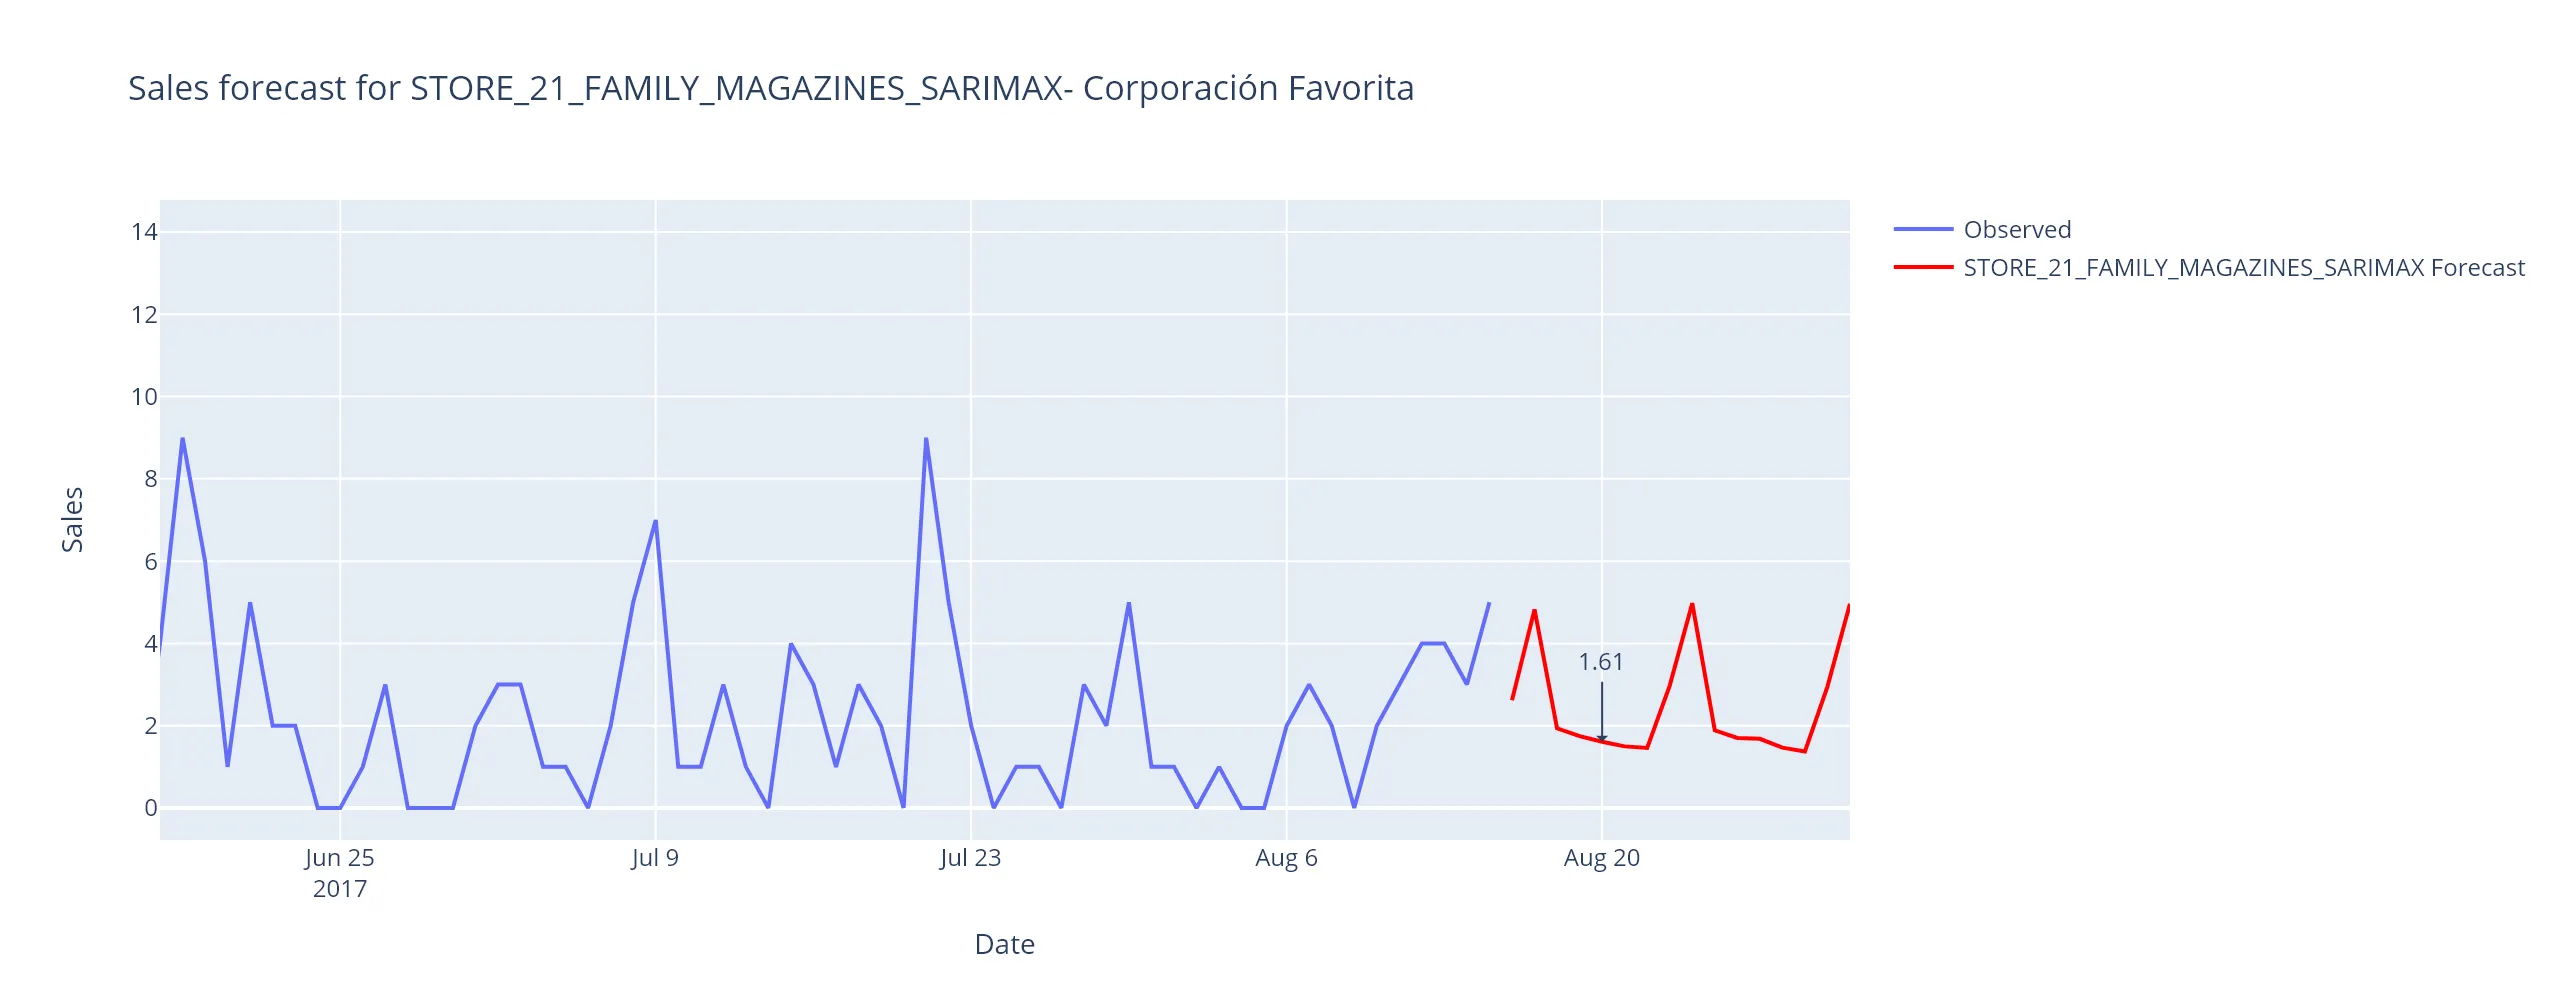 Sales forecast for STORE_21_FAMILY_MAGAZINES_SARIMAX- Corporación Favorita
Observed
STORE_21_FAMILY_MAGAZINES_SARIMAX Forecast
14
12
10
8
6
4
2
0
Sales
1.61
Jun 25
2017
Jul 9
Jul 23
Aug 6
Aug 20
Date